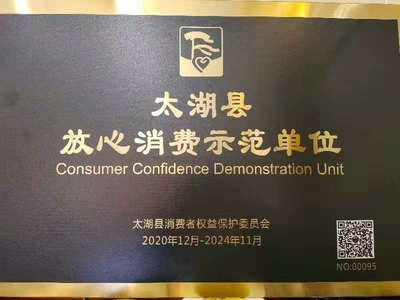 太湖县
放心消费示范单位
Consumer Confidence Demonstration Unit
太湖县消费者权益保护委员会
2020年12月-2024年11月
NO:00095